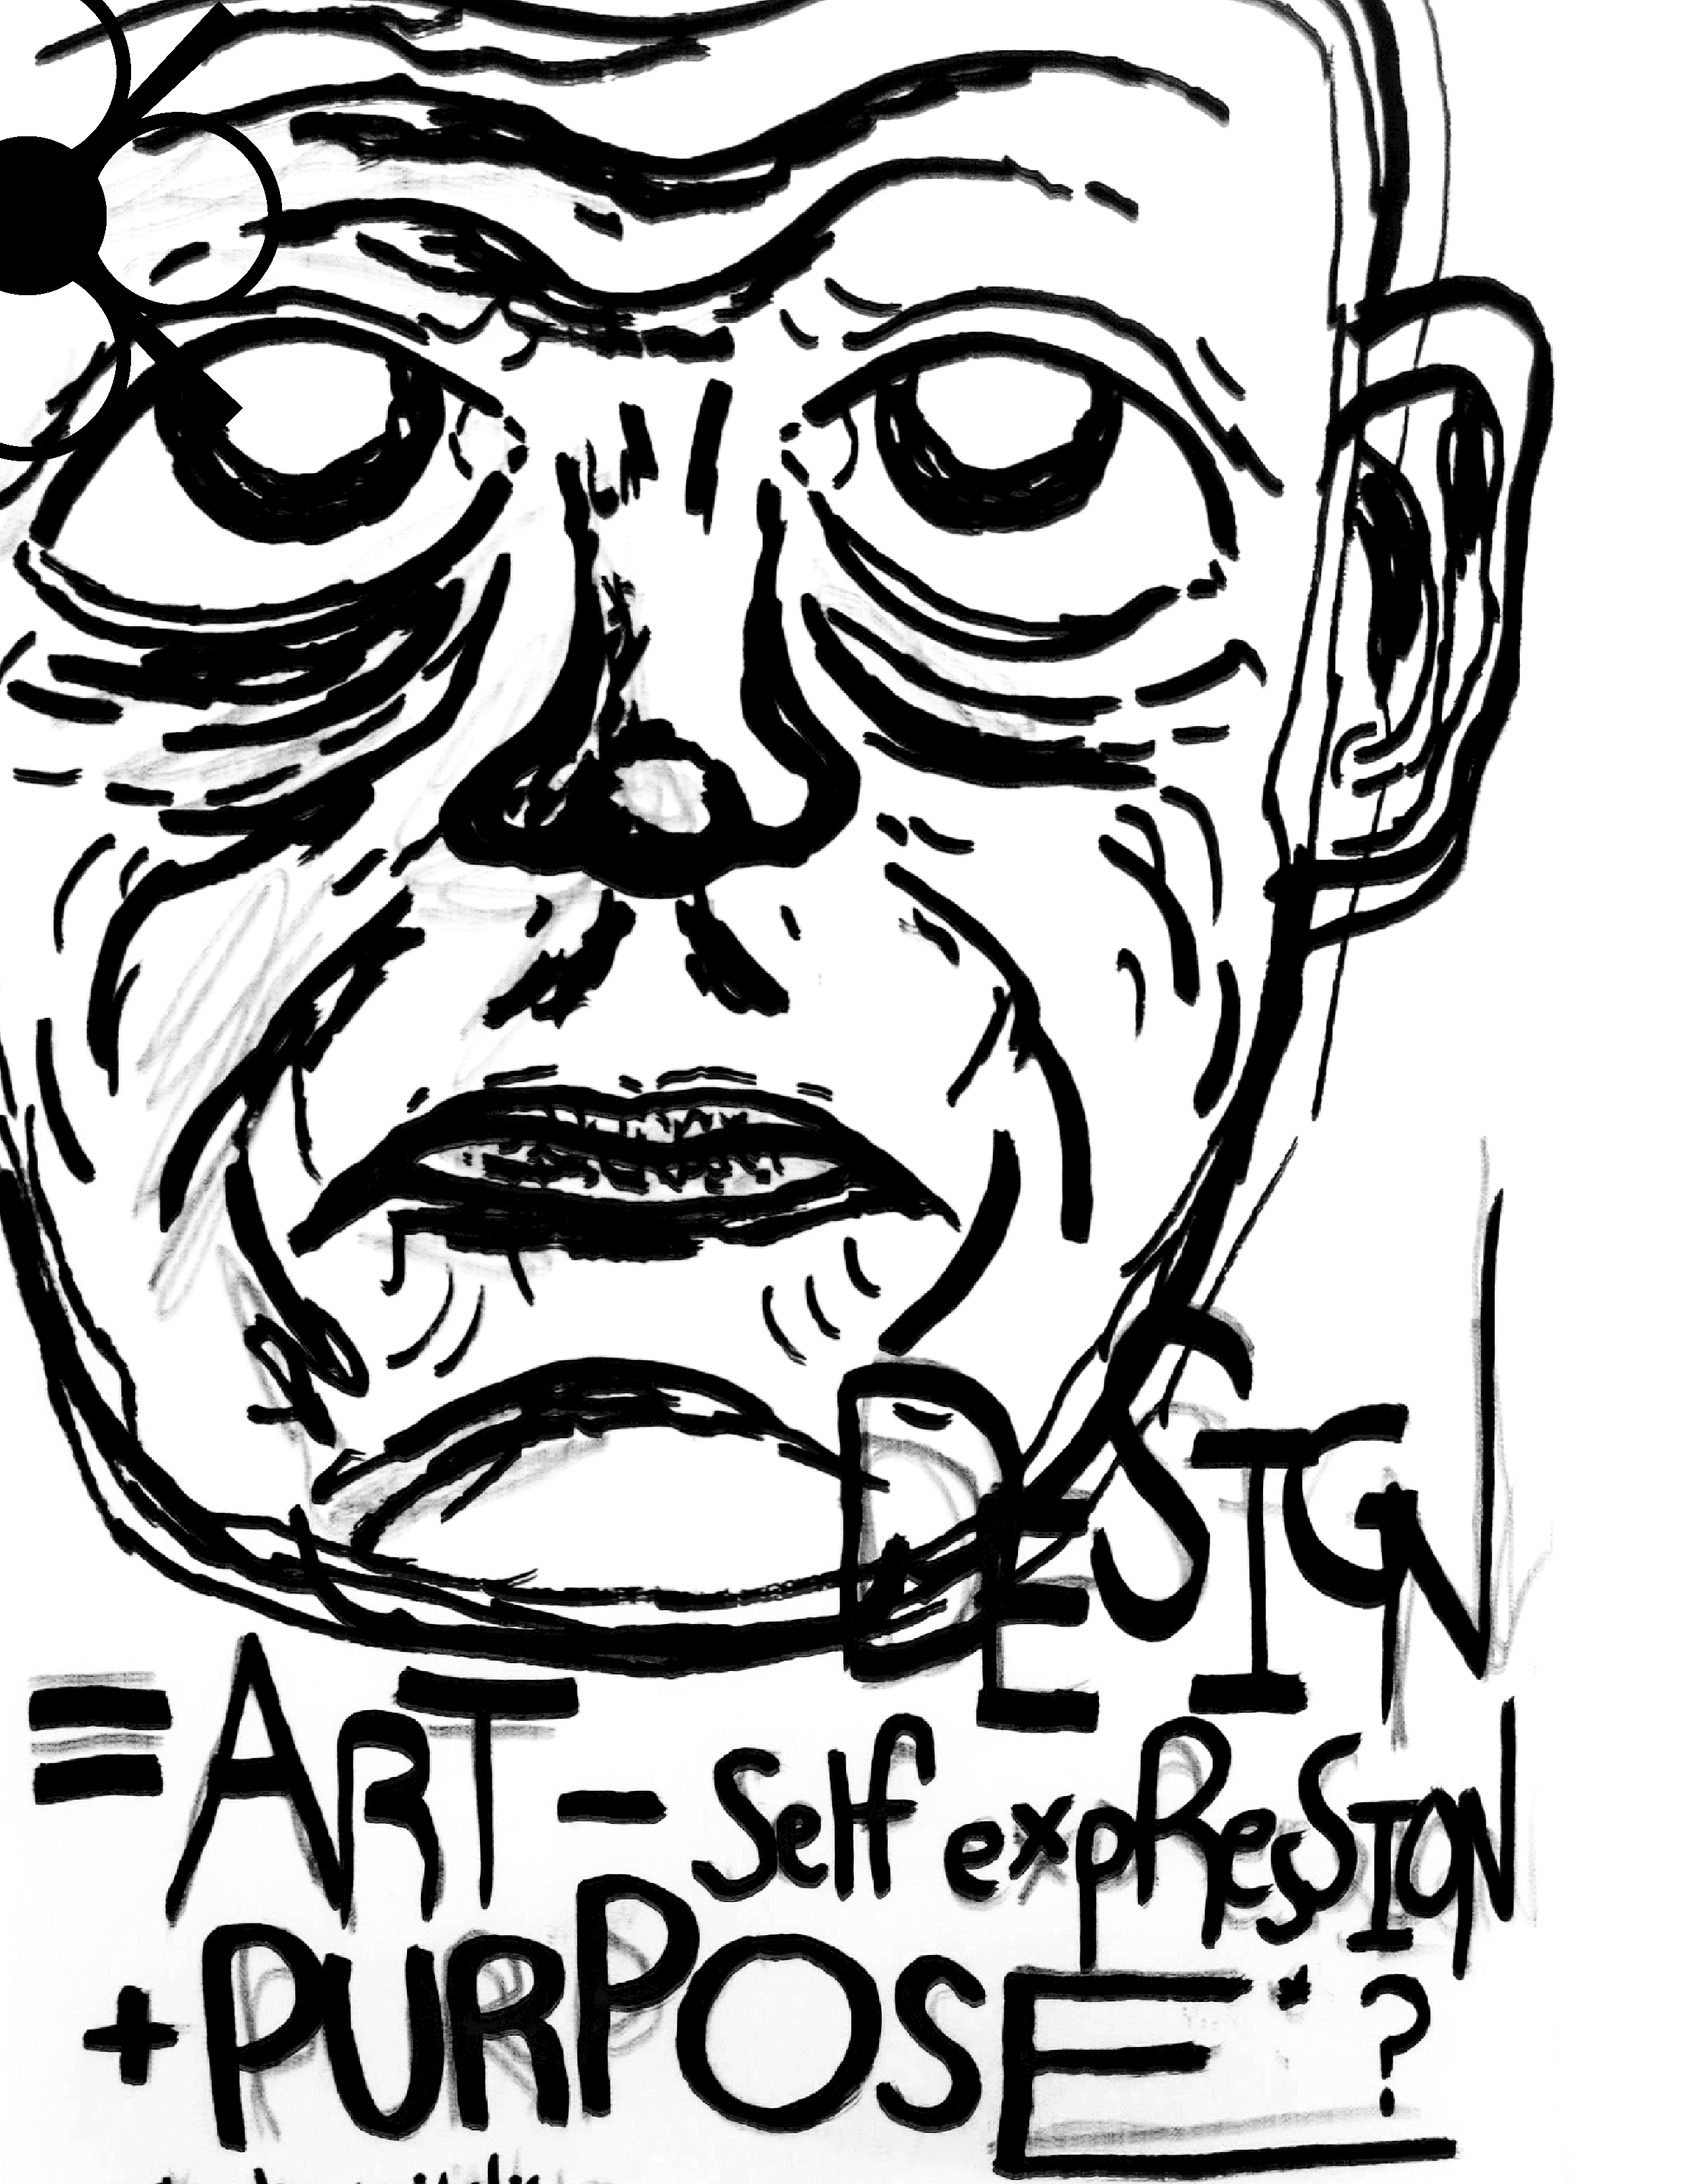 DESIGN
=ART - Self expRessION
+ PURPOSE* ?